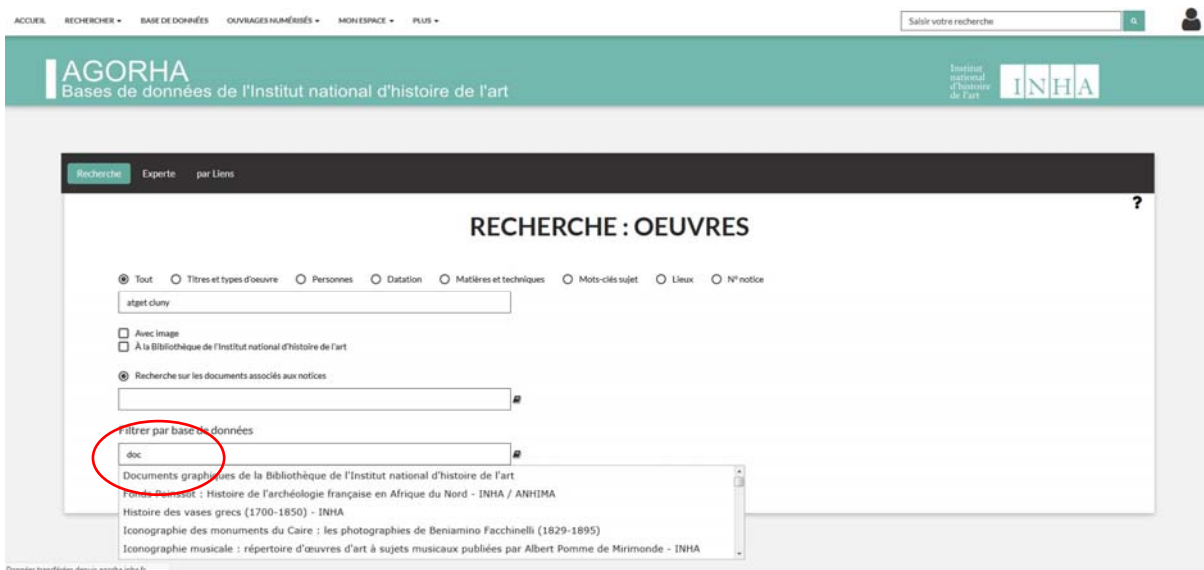 ACCUEIL RECHERCHER BASE DE DONNÉES OUVRAGES NUMÉRISÉS MON ESPACE PLUS Saisir votre recherche
AGORHA
Bases de données de l'Institut national d'histoire de l'art
Institut
national
d'histoire
de l'art
INHA
Recherche Experte par Liens
?
RECHERCHE : OEUVRES
Tout Titres et types d'oeuvre Personnes Datation Matières et techniques Mots-clés sujet Lieux N° notice
atget cluny
Avec image
À la Bibliothèque de l'Institut national d'histoire de l'art
Recherche sur les documents associés aux notices
Filtrer par base de données
doc
Documents graphiques de la Bibliothèque de l'Institut national d'histoire de l'art
Fonds Poinssot : Histoire de l'archéologie française en Afrique du Nord - INHA / ANHIMA
Histoire des vases grecs (1700-1850) - INHA
Iconographie des monuments du Caire : les photographies de Beniamino Facchinelli (1829-1895)
Iconographie musicale : répertoire d'œuvres d'art à sujets musicaux publiées par Albert Pomme de Mirimonde - INHA
Données transférées depuis agorha.inha.fr